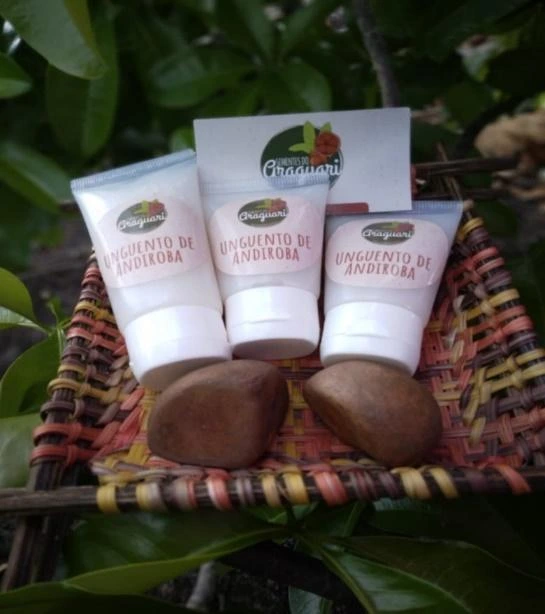 SEMENTES DO
Araguari
Araguari
UNGUENTO DE
ANDIROBA
Araguari
UNGUENTO DE
ANDIROBA
Araguari
UNGUENTO DE
ANDIROBA